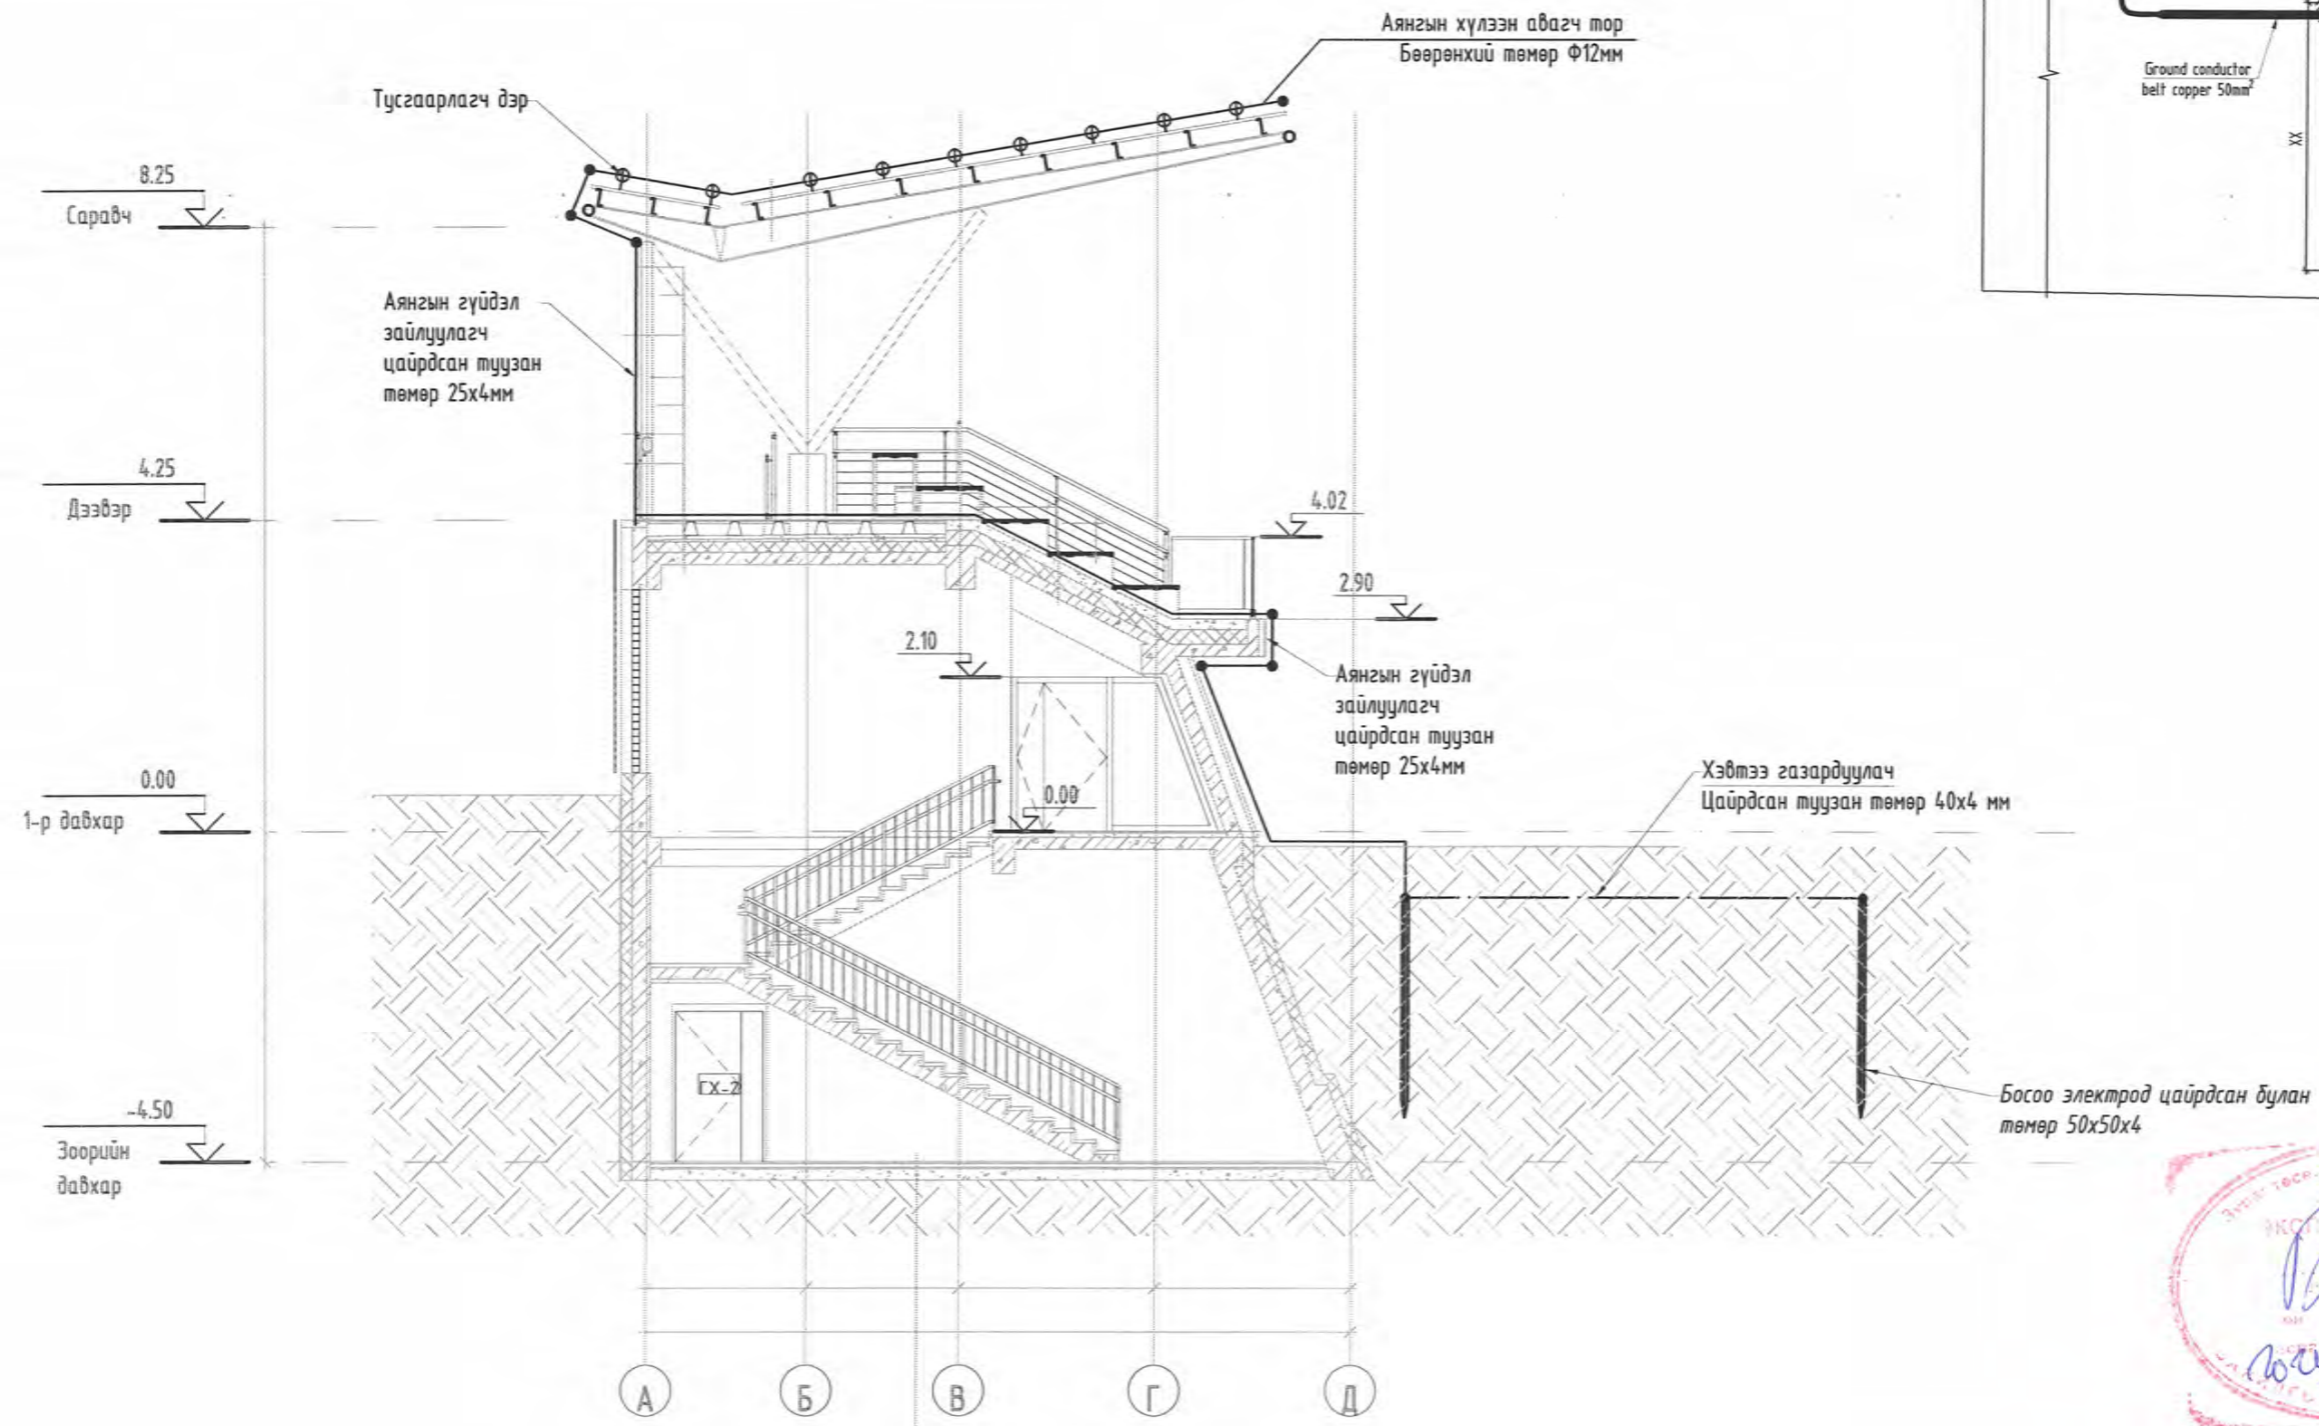 Аянгын хүлээн авагч тор
Бөөрөнхий төмөр Ф12мм
Тусгаарлагч дэр
Ground conductor
belt copper 50mm²
XX
8.25
Саравч
Аянгын гүйдэл
зайлуулагч
цайрдсан туузан
төмөр 25х4мм
4.25
Дээвэр
4.02
2.90
2.10
Аянгын гүйдэл
зайлуулагч
цайрдсан туузан
төмөр 25х4мм
0.00
1-р давхар
0.00
Хэвтээ газардуулач
Цайрдсан туузан төмөр 40х4 мм
ГХ-2
-4.50
Зоорийн
давхар
Босоо электрод цайрдсан булан
төмөр 50х50х4
А
Б
В
Г
Д